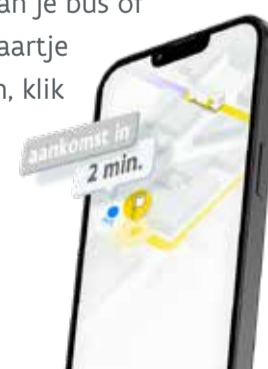 an je bus of
aartje
n, klik
aankomst in
2 min.